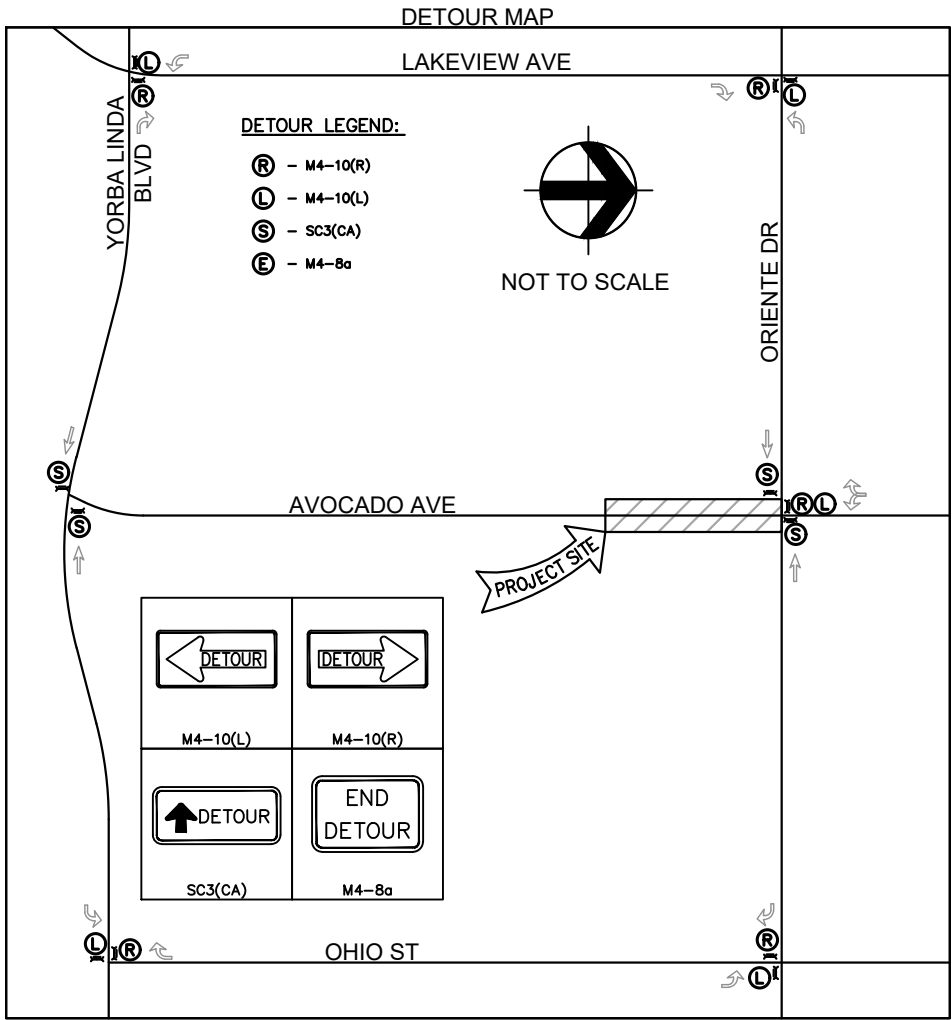 DETOUR MAP
LAKEVIEW AVE
L
R
R
L
YORBA LINDA
BLVD
DETOUR LEGEND:
R - M4-10(R)
L - M4-10(L)
S - SC3(CA)
E - M4-8a
NOT TO SCALE
ORIENTE DR
S
S
S
R L
S
AVOCADO AVE
PROJECT SITE
DETOUR
M4-10(L)
DETOUR
M4-10(R)
DETOUR
SC3(CA)
END
DETOUR
M4-8a
L
R
R
L
OHIO ST